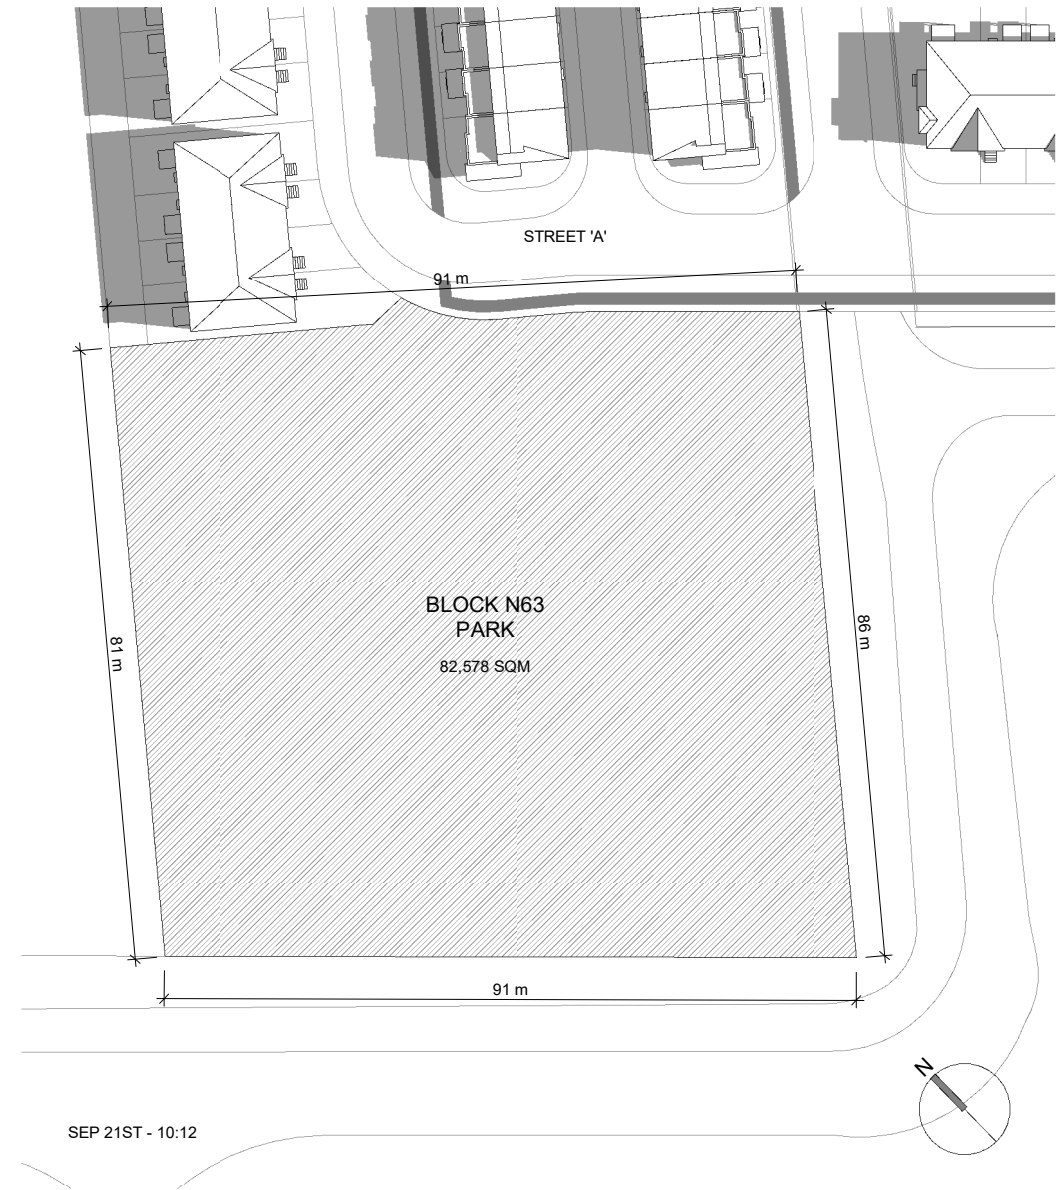 STREET 'A'
91 m
81 m
BLOCK N63
PARK
82,578 SQM
86 m
91 m
N
SEP 21ST - 10:12